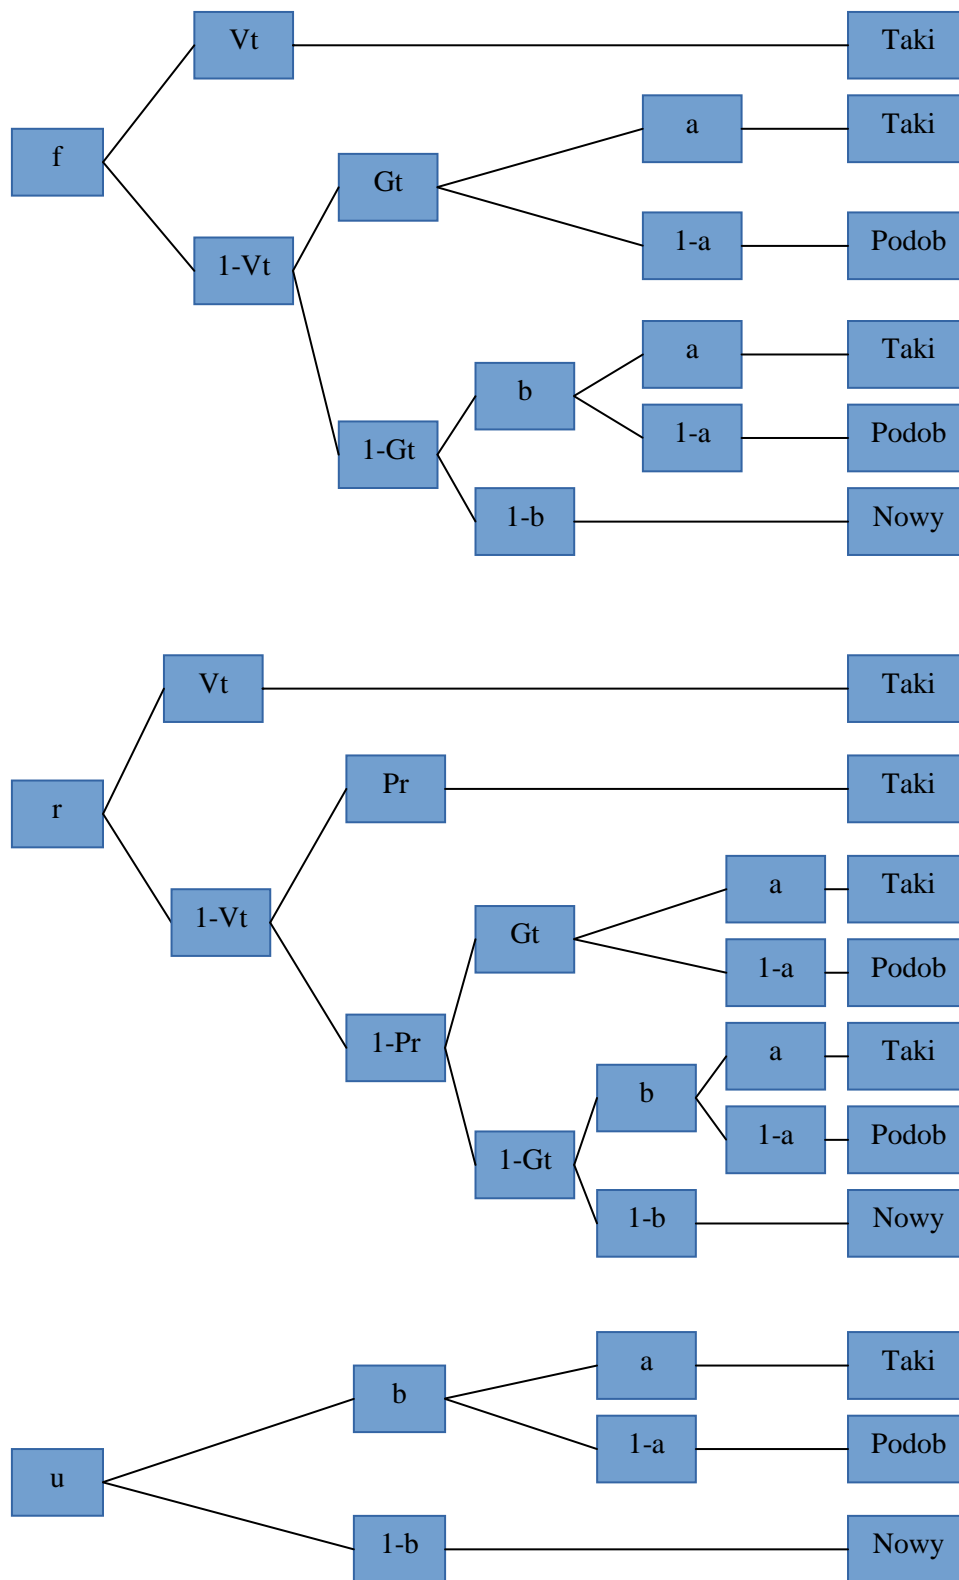 Vt
Taki
f
Gt
a
Taki
1-a
Podob
1-Vt
b
a
Taki
1-Gt
1-a
Podob
1-b
Nowy
Vt
Taki
r
Pr
Taki
1-Vt
Gt
a
Taki
1-a
Podob
1-Pr
b
a
Taki
1-Gt
1-a
Podob
1-b
Nowy
u
b
a
Taki
1-a
Podob
1-b
Nowy